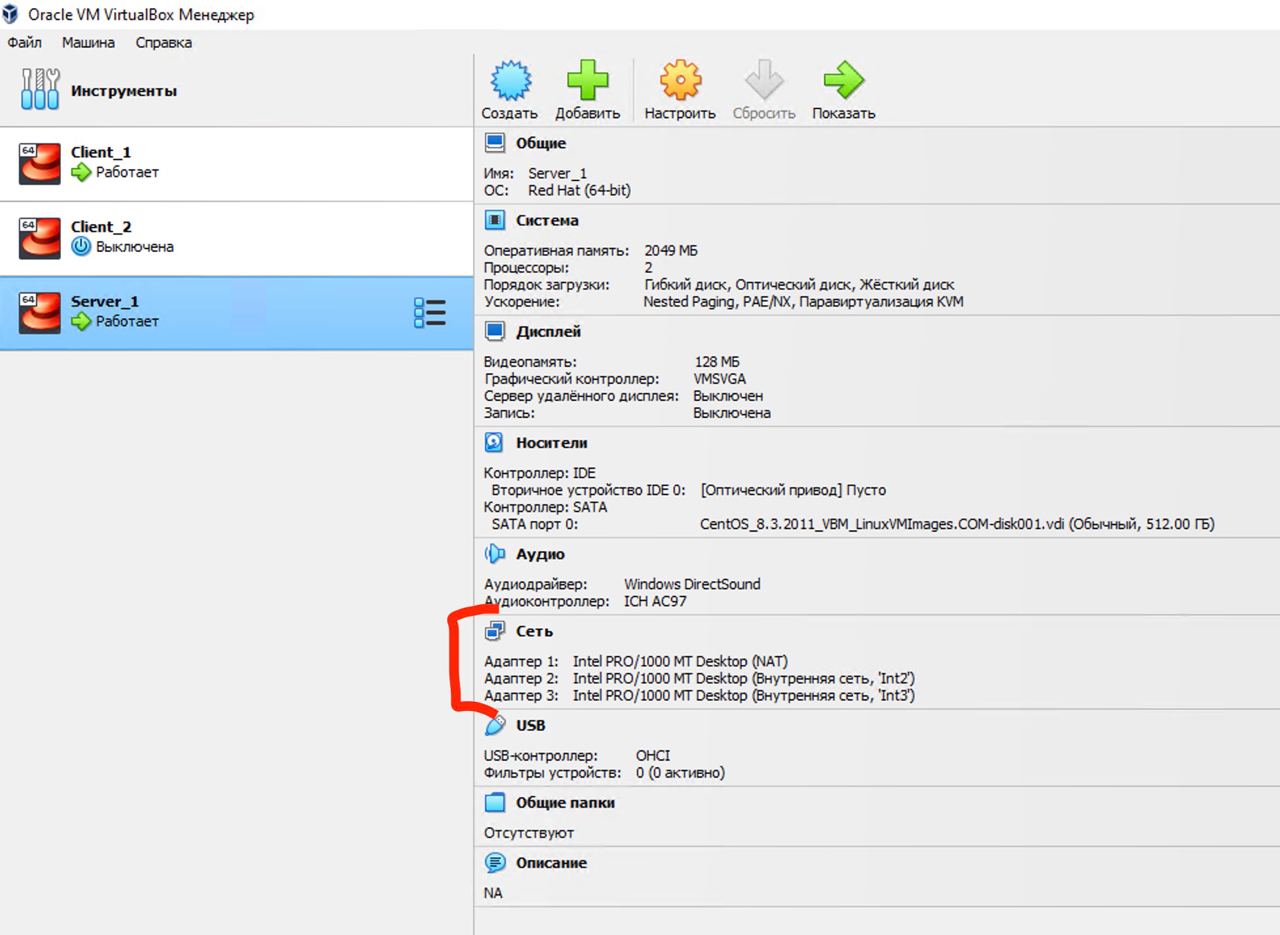 Oracle VM VirtualBox Менеджер
Файл Машина Справка
Инструменты
Создать Добавить Настроить Сбросить Показать
64
Client_1
Работает
64
Client_2
Выключена
64
Server_1
Работает
Общие
Имя: Server_1
ОС: Red Hat (64-bit)
Система
Оперативная память: 2049 МБ
Процессоры: 2
Порядок загрузки: Гибкий диск, Оптический диск, Жёсткий диск
Ускорение: Nested Paging, PAE/NX, Паравиртуализация KVM
Дисплей
Видеопамять: 128 МБ
Графический контроллер: VMSVGA
Сервер удалённого дисплея: Выключен
Запись: Выключена
Носители
Контроллер: IDE
Вторичное устройство IDE 0: [Оптический привод] Пусто
Контроллер: SATA
SATA порт 0: CentOS_8.3.2011_VBM_LinuxVMImages.COM-disk001.vdi (Обычный, 512.00 ГБ)
Аудио
Аудиодрайвер: Windows DirectSound
Аудиоконтроллер: ICH AC97
Сеть
Адаптер 1: Intel PRO/1000 MT Desktop (NAT)
Адаптер 2: Intel PRO/1000 MT Desktop (Внутренняя сеть, 'Int2')
Адаптер 3: Intel PRO/1000 MT Desktop (Внутренняя сеть, 'Int3')
USB
USB-контроллер: OHCI
Фильтры устройств: 0 (0 активно)
Общие папки
Отсутствуют
Описание
NA